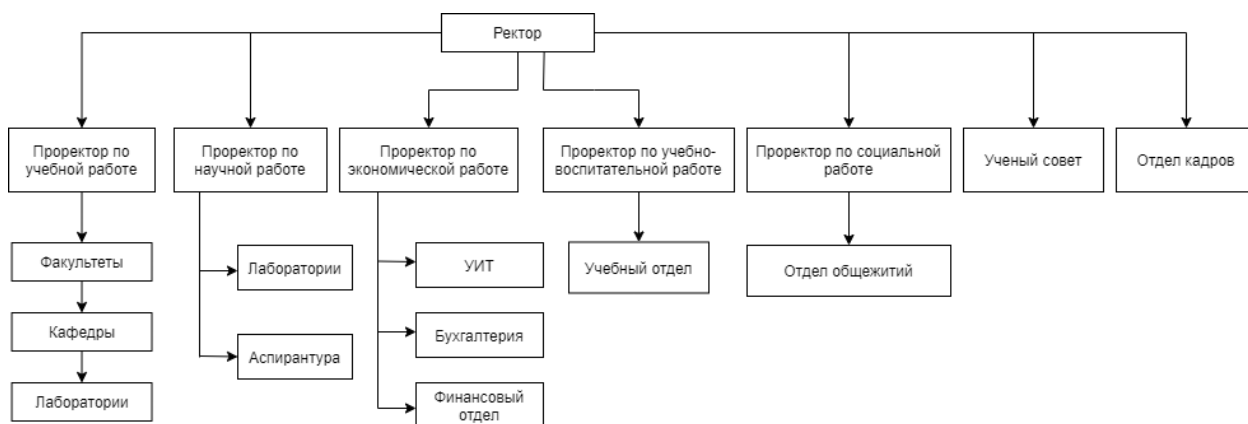 Ректор
Проректор по
учебной работе
Проректор по
научной работе
Проректор по
экономической работе
Проректор по учебно-
воспитательной работе
Проректор по социальной
работе
Ученый совет
Отдел кадров
Факультеты
Кафедры
Лаборатории
Лаборатории
Аспирантура
УИТ
Бухгалтерия
Финансовый
отдел
Учебный отдел
Отдел общежитий